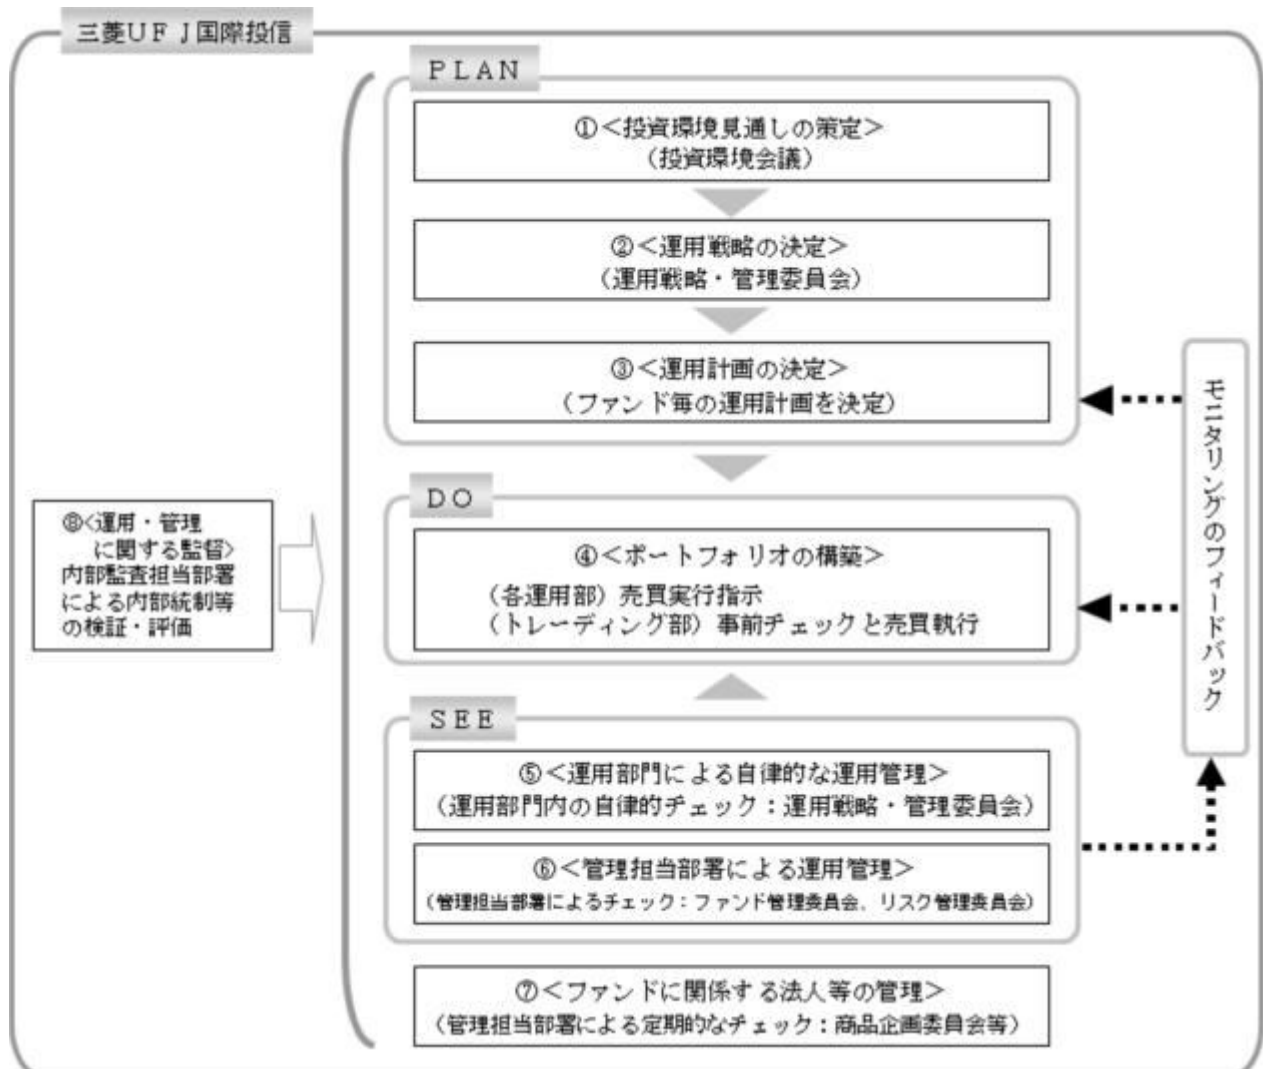 三菱ＵＦＪ国際投信
ＰＬＡＮ
①＜投資環境見通しの策定＞
（投資環境会議）
②＜運用戦略の決定＞
（運用戦略・管理委員会）
③＜運用計画の決定＞
（ファンド毎の運用計画を決定）
ＤＯ
④＜ポートフォリオの構築＞
（各運用部）売買実行指示
（トレーディング部）事前チェックと売買執行
ＳＥＥ
⑤＜運用部門による自律的な運用管理＞
（運用部門内の自律的チェック：運用戦略・管理委員会）
⑥＜管理担当部署による運用管理＞
（管理担当部署によるチェック：ファンド管理委員会、リスク管理委員会）
⑦＜ファンドに関係する法人等の管理＞
（管理担当部署による定期的なチェック：商品企画委員会等）
⑧<運用・管理
に関する監督>
内部監査担当部署
による内部統制等
の検証・評価
モニタリングのフィードバック